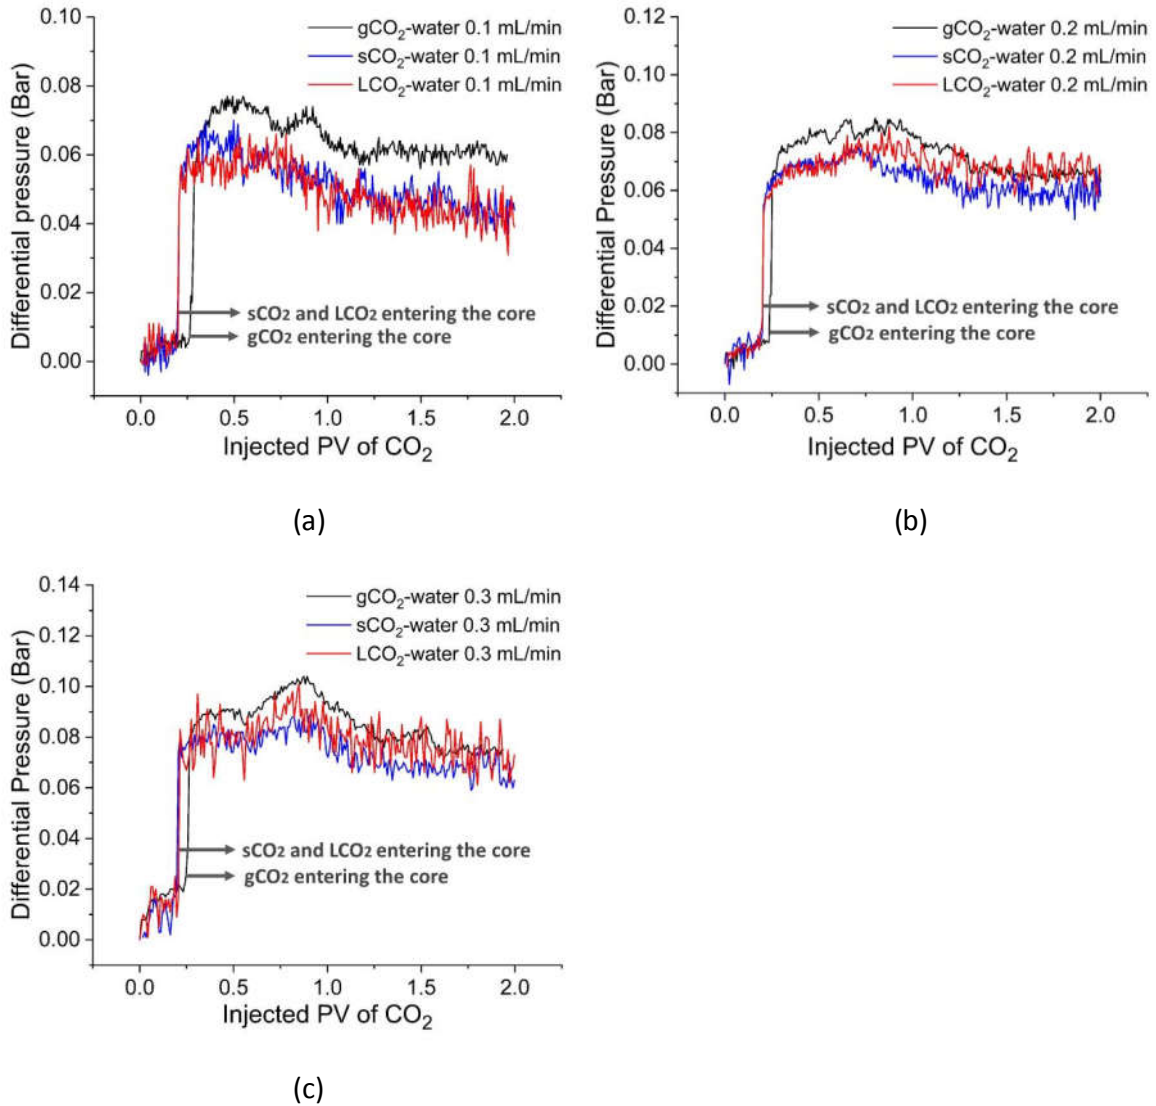 0.10
0.08
0.06
0.04
0.02
0.00
Differential pressure (Bar)
gCO₂-water 0.1 mL/min
sCO₂-water 0.1 mL/min
LCO₂-water 0.1 mL/min
sCO₂ and LCO₂ entering the core
gCO₂ entering the core
0.0 0.5 1.0 1.5 2.0
Injected PV of CO₂
(a)
0.12
0.10
0.08
0.06
0.04
0.02
0.00
Differential Pressure (Bar)
gCO₂-water 0.2 mL/min
sCO₂-water 0.2 mL/min
LCO₂-water 0.2 mL/min
sCO₂ and LCO₂ entering the core
gCO₂ entering the core
0.0 0.5 1.0 1.5 2.0
Injected PV of CO₂
(b)
0.14
0.12
0.10
0.08
0.06
0.04
0.02
0.00
Differential Pressure (Bar)
gCO₂-water 0.3 mL/min
sCO₂-water 0.3 mL/min
LCO₂-water 0.3 mL/min
sCO₂ and LCO₂ entering the core
gCO₂ entering the core
0.0 0.5 1.0 1.5 2.0
Injected PV of CO₂
(c)